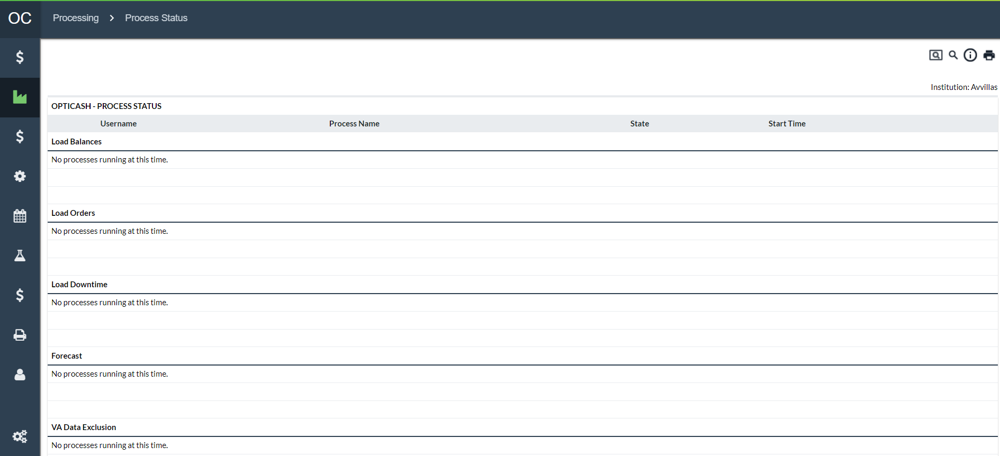 OC
Processing > Process Status
Institution: Avvillas
OPTICASH - PROCESS STATUS
Username Process Name State Start Time
Load Balances
No processes running at this time.
Load Orders
No processes running at this time.
Load Downtime
No processes running at this time.
Forecast
No processes running at this time.
VA Data Exclusion
No processes running at this time.